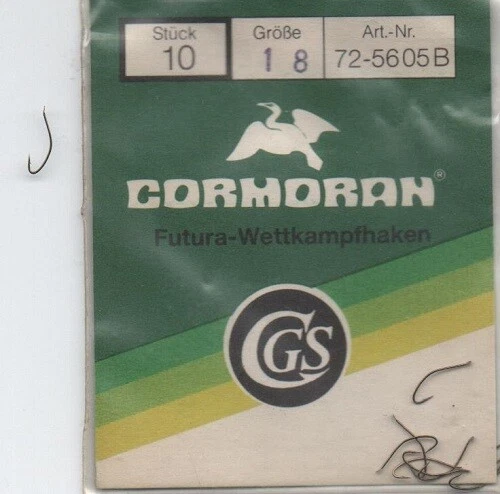 Stück Größe Art.-Nr.
10 18 72-5605B
CORMORAN®
Futura-Wettkampfhaken
CGS